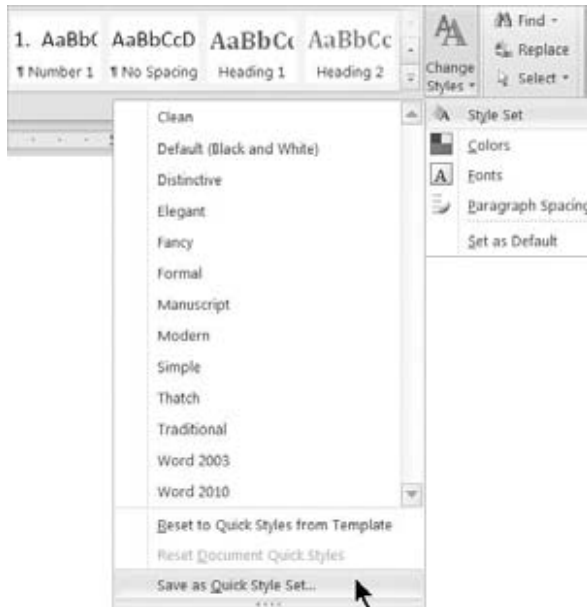 1. AaBb( AaBbCcD AaBbCc AaBbCc
¶ Number 1 ¶ No Spacing Heading 1 Heading 2
Change
Styles
Find
Replace
Select
Style Set
Colors
Fonts
Paragraph Spacing
Set as Default
Clean
Default (Black and White)
Distinctive
Elegant
Fancy
Formal
Manuscript
Modern
Simple
Thatch
Traditional
Word 2003
Word 2010
Reset to Quick Styles from Template
Reset Document Quick Styles
Save as Quick Style Set...